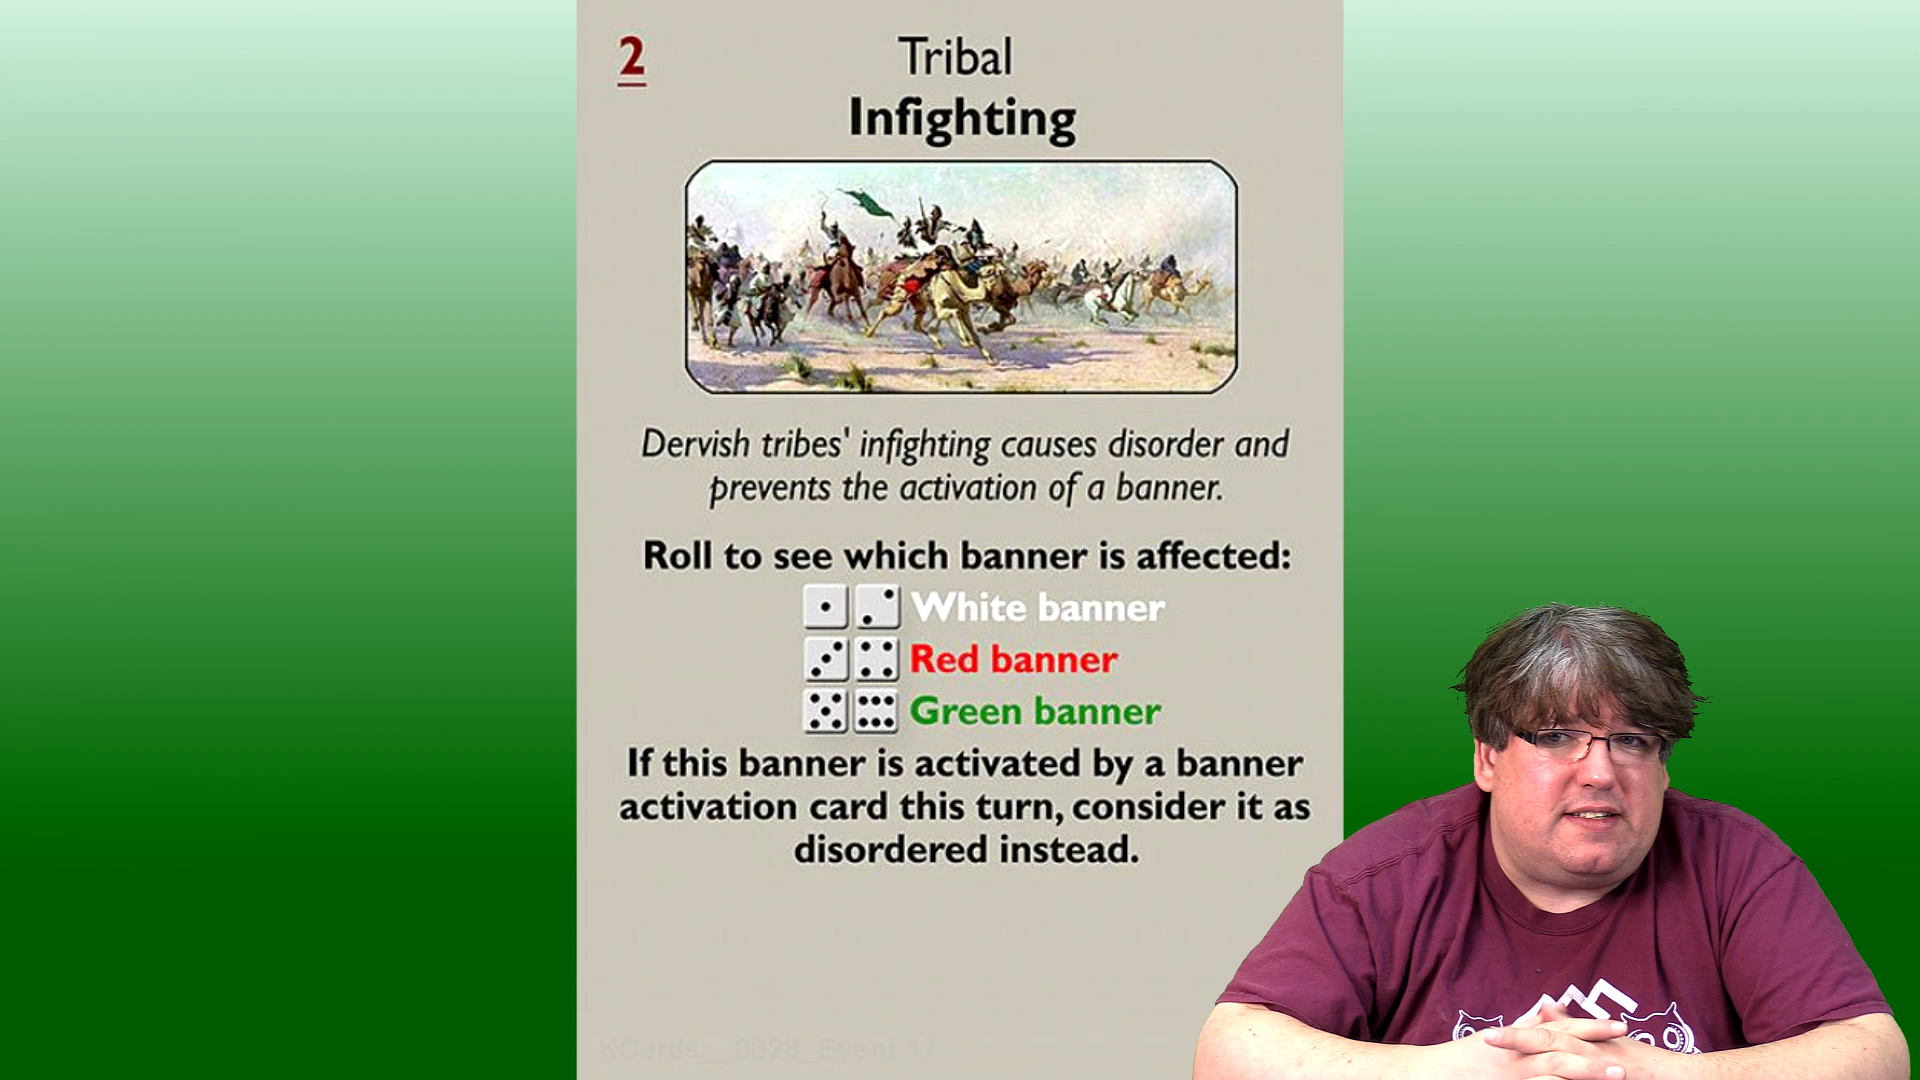 2
Tribal
Infighting
Dervish tribes' infighting causes disorder and
prevents the activation of a banner.
Roll to see which banner is affected:
White banner
Red banner
Green banner
If this banner is activated by a banner
activation card this turn, consider it as
disordered instead.
KCards__0028_Event 17